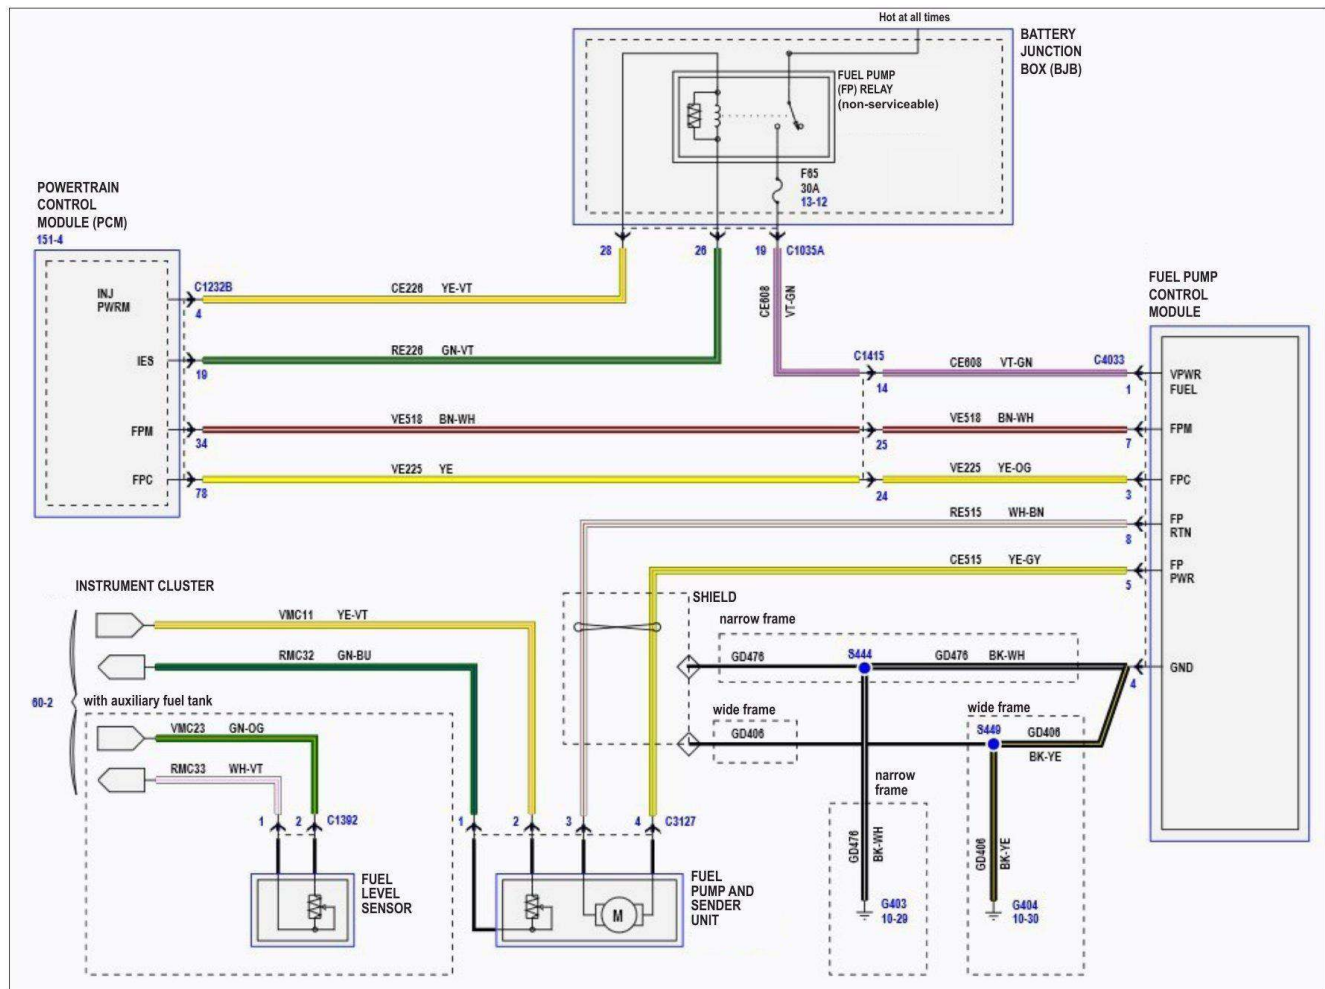 Hot at all times
BATTERY
JUNCTION
BOX (BJB)
FUEL PUMP
(FP) RELAY
(non-serviceable)
F65
30A
13-12
POWERTRAIN
CONTROL
MODULE (PCM)
151-4
28
26
19
C1035A
INJ
PWRM
C1232B
4
CE226 YE-VT
CE608
VT-GN
FUEL PUMP
CONTROL
MODULE
IES
19
RE226 GN-VT
C1415
14
CE608 VT-GN
C4033
1
VPWR
FUEL
FPM
34
VE518 BN-WH
25
VE518 BN-WH
7
FPM
FPC
78
VE225 YE
24
VE225 YE-OG
3
FPC
RE515 WH-BN
8
FP
RTN
CE515 YE-GY
5
FP
PWR
INSTRUMENT CLUSTER
SHIELD
VMC11 YE-VT
narrow frame
RMC32 GN-BU
GD476
S444
GD476 BK-WH
4
GND
60-2
with auxiliary fuel tank
wide frame
wide frame
VMC23 GN-OG
GD406
S449
GD406
BK-YE
RMC33 WH-VT
narrow
frame
1
2
C1392
1
2
3
4
C3127
GD476
BK-WH
GD406
BK-YE
FUEL
LEVEL
SENSOR
M
FUEL
PUMP AND
SENDER
UNIT
G403
10-29
G404
10-30